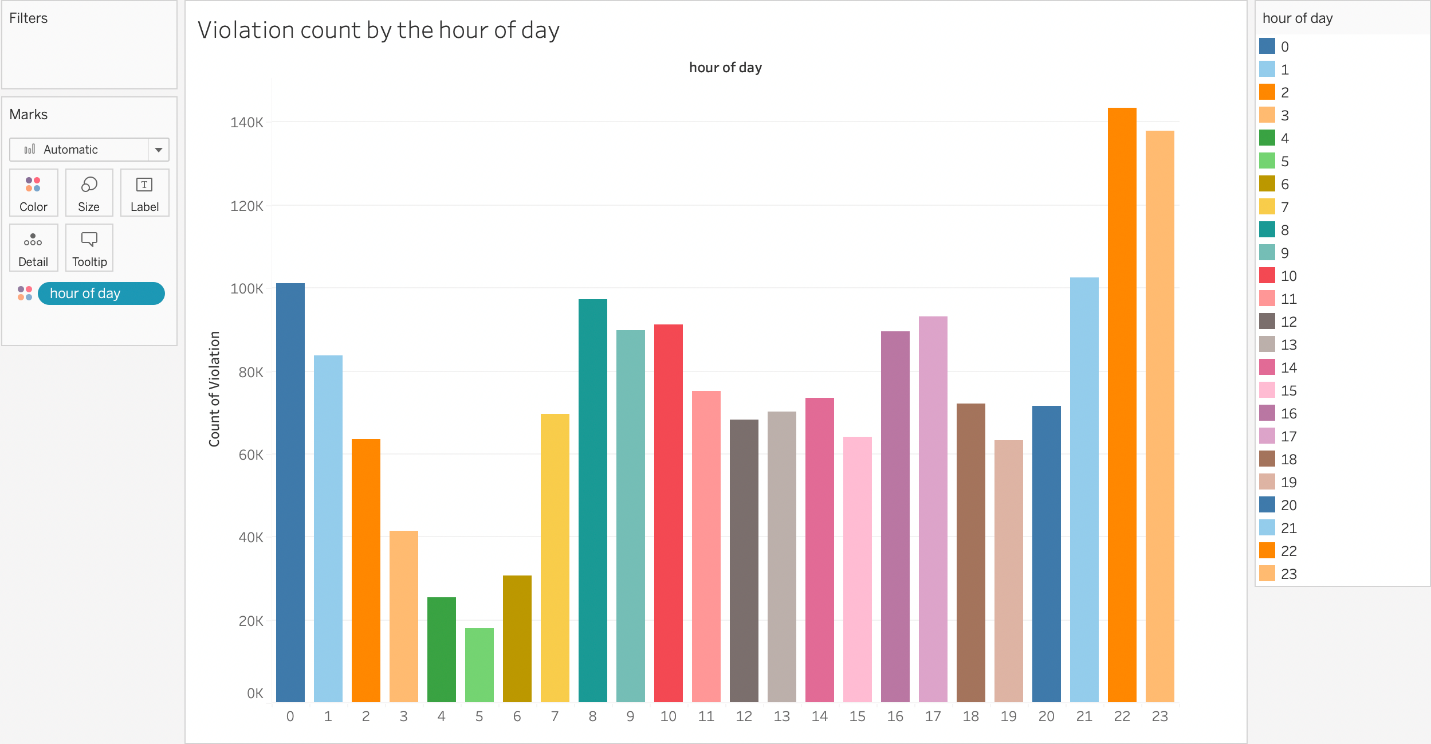 Filters
Marks
Automatic
Color Size Label
Detail Tooltip
hour of day
Violation count by the hour of day
hour of day
Count of Violation
140K
120K
100K
80K
60K
40K
20K
0K
0 1 2 3 4 5 6 7 8 9 10 11 12 13 14 15 16 17 18 19 20 21 22 23
hour of day
0
1
2
3
4
5
6
7
8
9
10
11
12
13
14
15
16
17
18
19
20
21
22
23